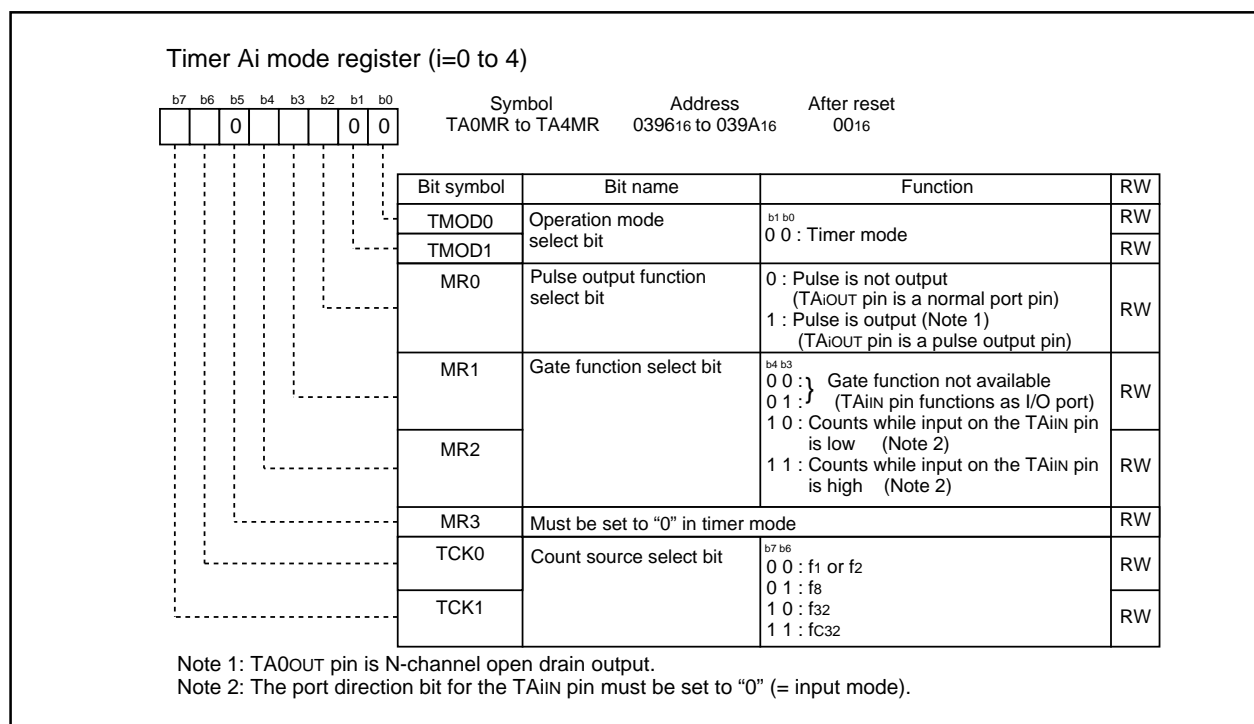 Timer Ai mode register (i=0 to 4)
b7 b6 b5 b4 b3 b2 b1 b0
0 0 0
Symbol Address After reset
TA0MR to TA4MR 039616 to 039A16 0016
Bit symbol Bit name Function RW
TMOD0 Operation mode select bit b1 b0 RW
0 0 : Timer mode
TMOD1 RW
MR0 Pulse output function select bit 0 : Pulse is not output
(TAiOUT pin is a normal port pin)
1 : Pulse is output (Note 1)
(TAiOUT pin is a pulse output pin)
RW
MR1 Gate function select bit b4 b3
0 0 : } Gate function not available
0 1 : (TAiIN pin functions as I/O port)
RW
1 0 : Counts while input on the TAiIN pin
is low (Note 2)
MR2
1 1 : Counts while input on the TAiIN pin
is high (Note 2)
RW
MR3 Must be set to “0” in timer mode RW
TCK0 Count source select bit b7 b6
0 0 : f1 or f2
0 1 : f8
RW
TCK1 1 0 : f32
1 1 : fC32
RW
Note 1: TA0OUT pin is N-channel open drain output.
Note 2: The port direction bit for the TAiIN pin must be set to “0” (= input mode).